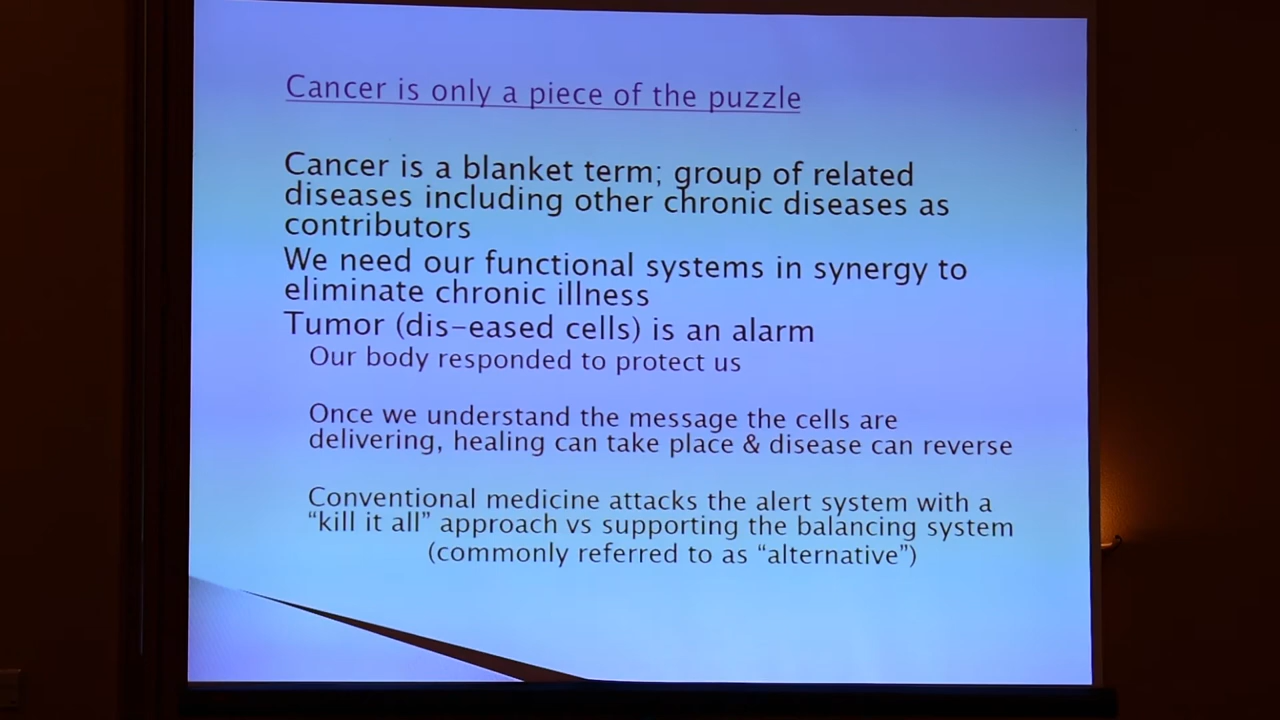 Cancer is only a piece of the puzzle
Cancer is a blanket term; group of related
diseases including other chronic diseases as
contributors
We need our functional systems in synergy to
eliminate chronic illness
Tumor (dis-eased cells) is an alarm
Our body responded to protect us
Once we understand the message the cells are
delivering, healing can take place & disease can reverse
Conventional medicine attacks the alert system with a
“kill it all” approach vs supporting the balancing system
(commonly referred to as “alternative”)